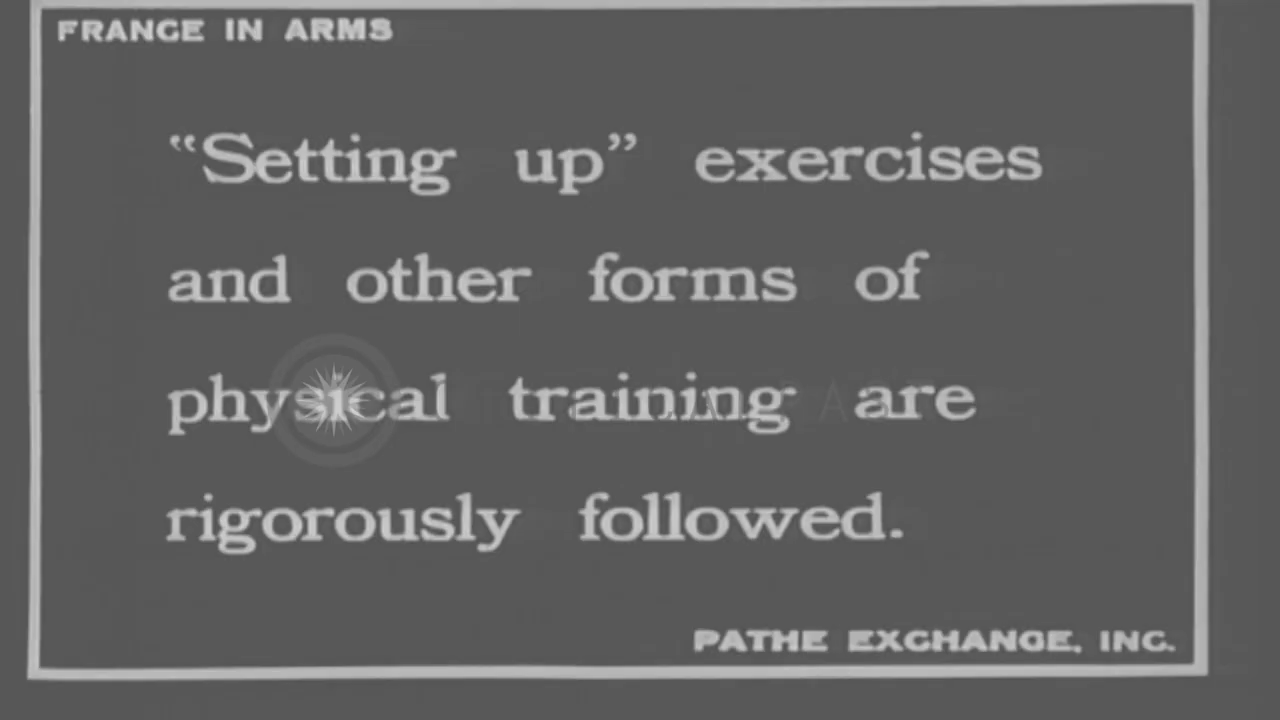 FRANCE IN ARMS
“Setting up” exercises
and other forms of
physical training are
rigorously followed.
PATHE EXCHANGE, INC.